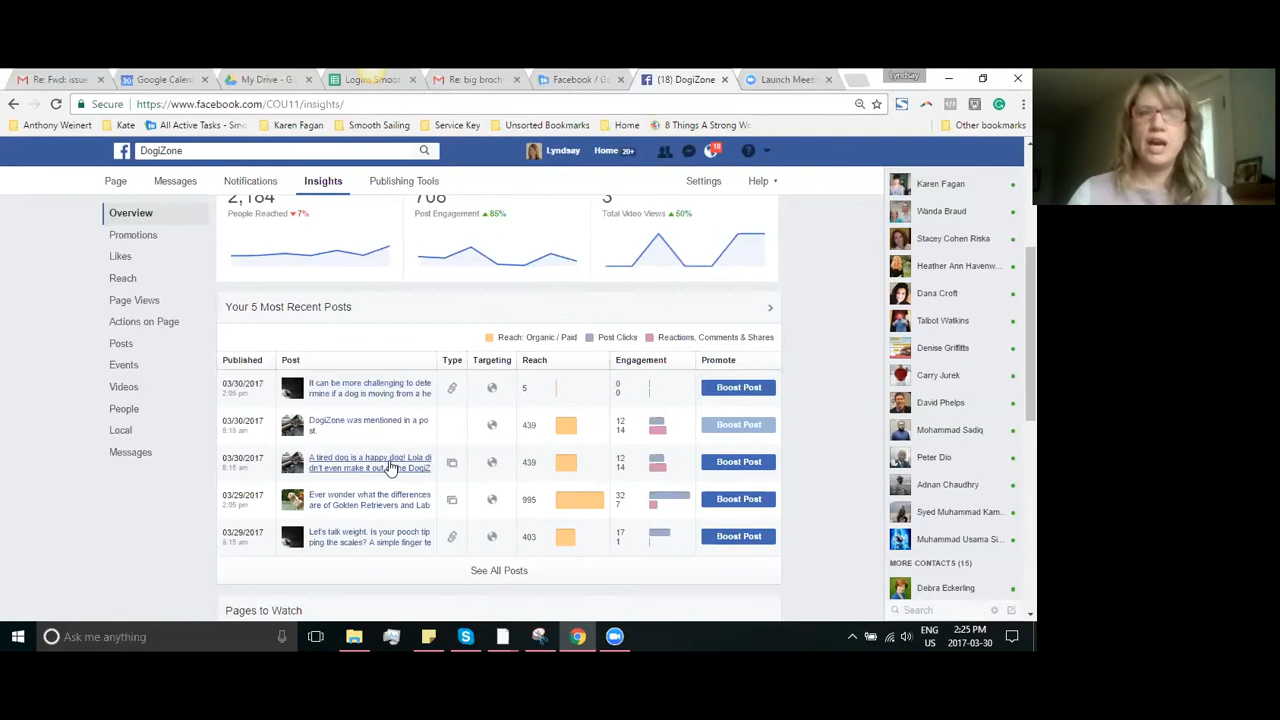 Re: Fwd: issue
Google Calen
My Drive - Go
Logins Smoot
Re: big broch
Facebook / Go
(18) DogiZone
Launch Meeti
Lyndsay
Secure
https://www.facebook.com/COU11/insights/
Anthony Weinert
Kate
All Active Tasks - Smo
Karen Fagan
Smooth Sailing
Service Key
Unsorted Bookmarks
Home
8 Things A Strong Wo
Other bookmarks
DogiZone
Lyndsay
Home 20+
18
Page
Messages
Notifications
Insights
Publishing Tools
Settings
Help
Overview
Promotions
Likes
Reach
Page Views
Actions on Page
Posts
Events
Videos
People
Local
Messages
2,184
People Reached 7%
708
Post Engagement 85%
3
Total Video Views 50%
Your 5 Most Recent Posts
Reach: Organic / Paid
Post Clicks
Reactions, Comments & Shares
Published
Post
Type
Targeting
Reach
Engagement
Promote
03/30/2017
2:05 pm
It can be more challenging to dete
rmine if a dog is moving from a he
5
0
0
Boost Post
03/30/2017
8:15 am
DogiZone was mentioned in a po
st.
439
12
14
Boost Post
03/30/2017
8:15 am
A tired dog is a happy dog! Lola di
dn't even make it out the DogiZ
439
12
14
Boost Post
03/29/2017
2:05 pm
Ever wonder what the differences
are of Golden Retrievers and Lab
995
32
7
Boost Post
03/29/2017
8:15 am
Let's talk weight. Is your pooch tip
ping the scales? A simple finger te
403
17
1
Boost Post
See All Posts
Pages to Watch
Karen Fagan
Wanda Braud
Stacey Cohen Riska
Heather Ann Havenw...
Dana Croft
Talbot Watkins
Denise Griffitts
Carry Jurek
David Phelps
Mohammad Sadiq
Peter Dio
Adnan Chaudhry
Syed Muhammad Kam...
Muhammad Usama Si...
MORE CONTACTS (15)
Debra Eckerling
Search
Ask me anything
ENG
US
2:25 PM
2017-03-30